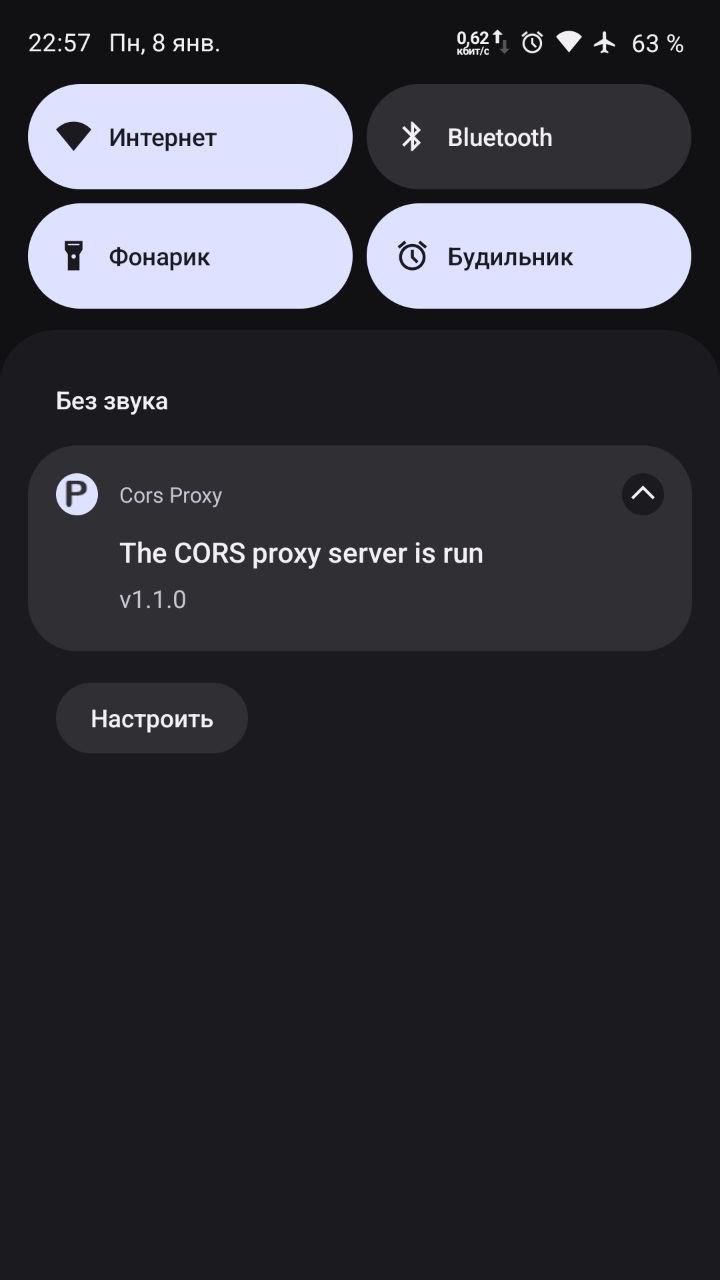 22:57 Пн, 8 янв. 0,62 кбит/с 63 %
Интернет Bluetooth
Фонарик Будильник
Без звука
P Cors Proxy
The CORS proxy server is run
v1.1.0
Настроить